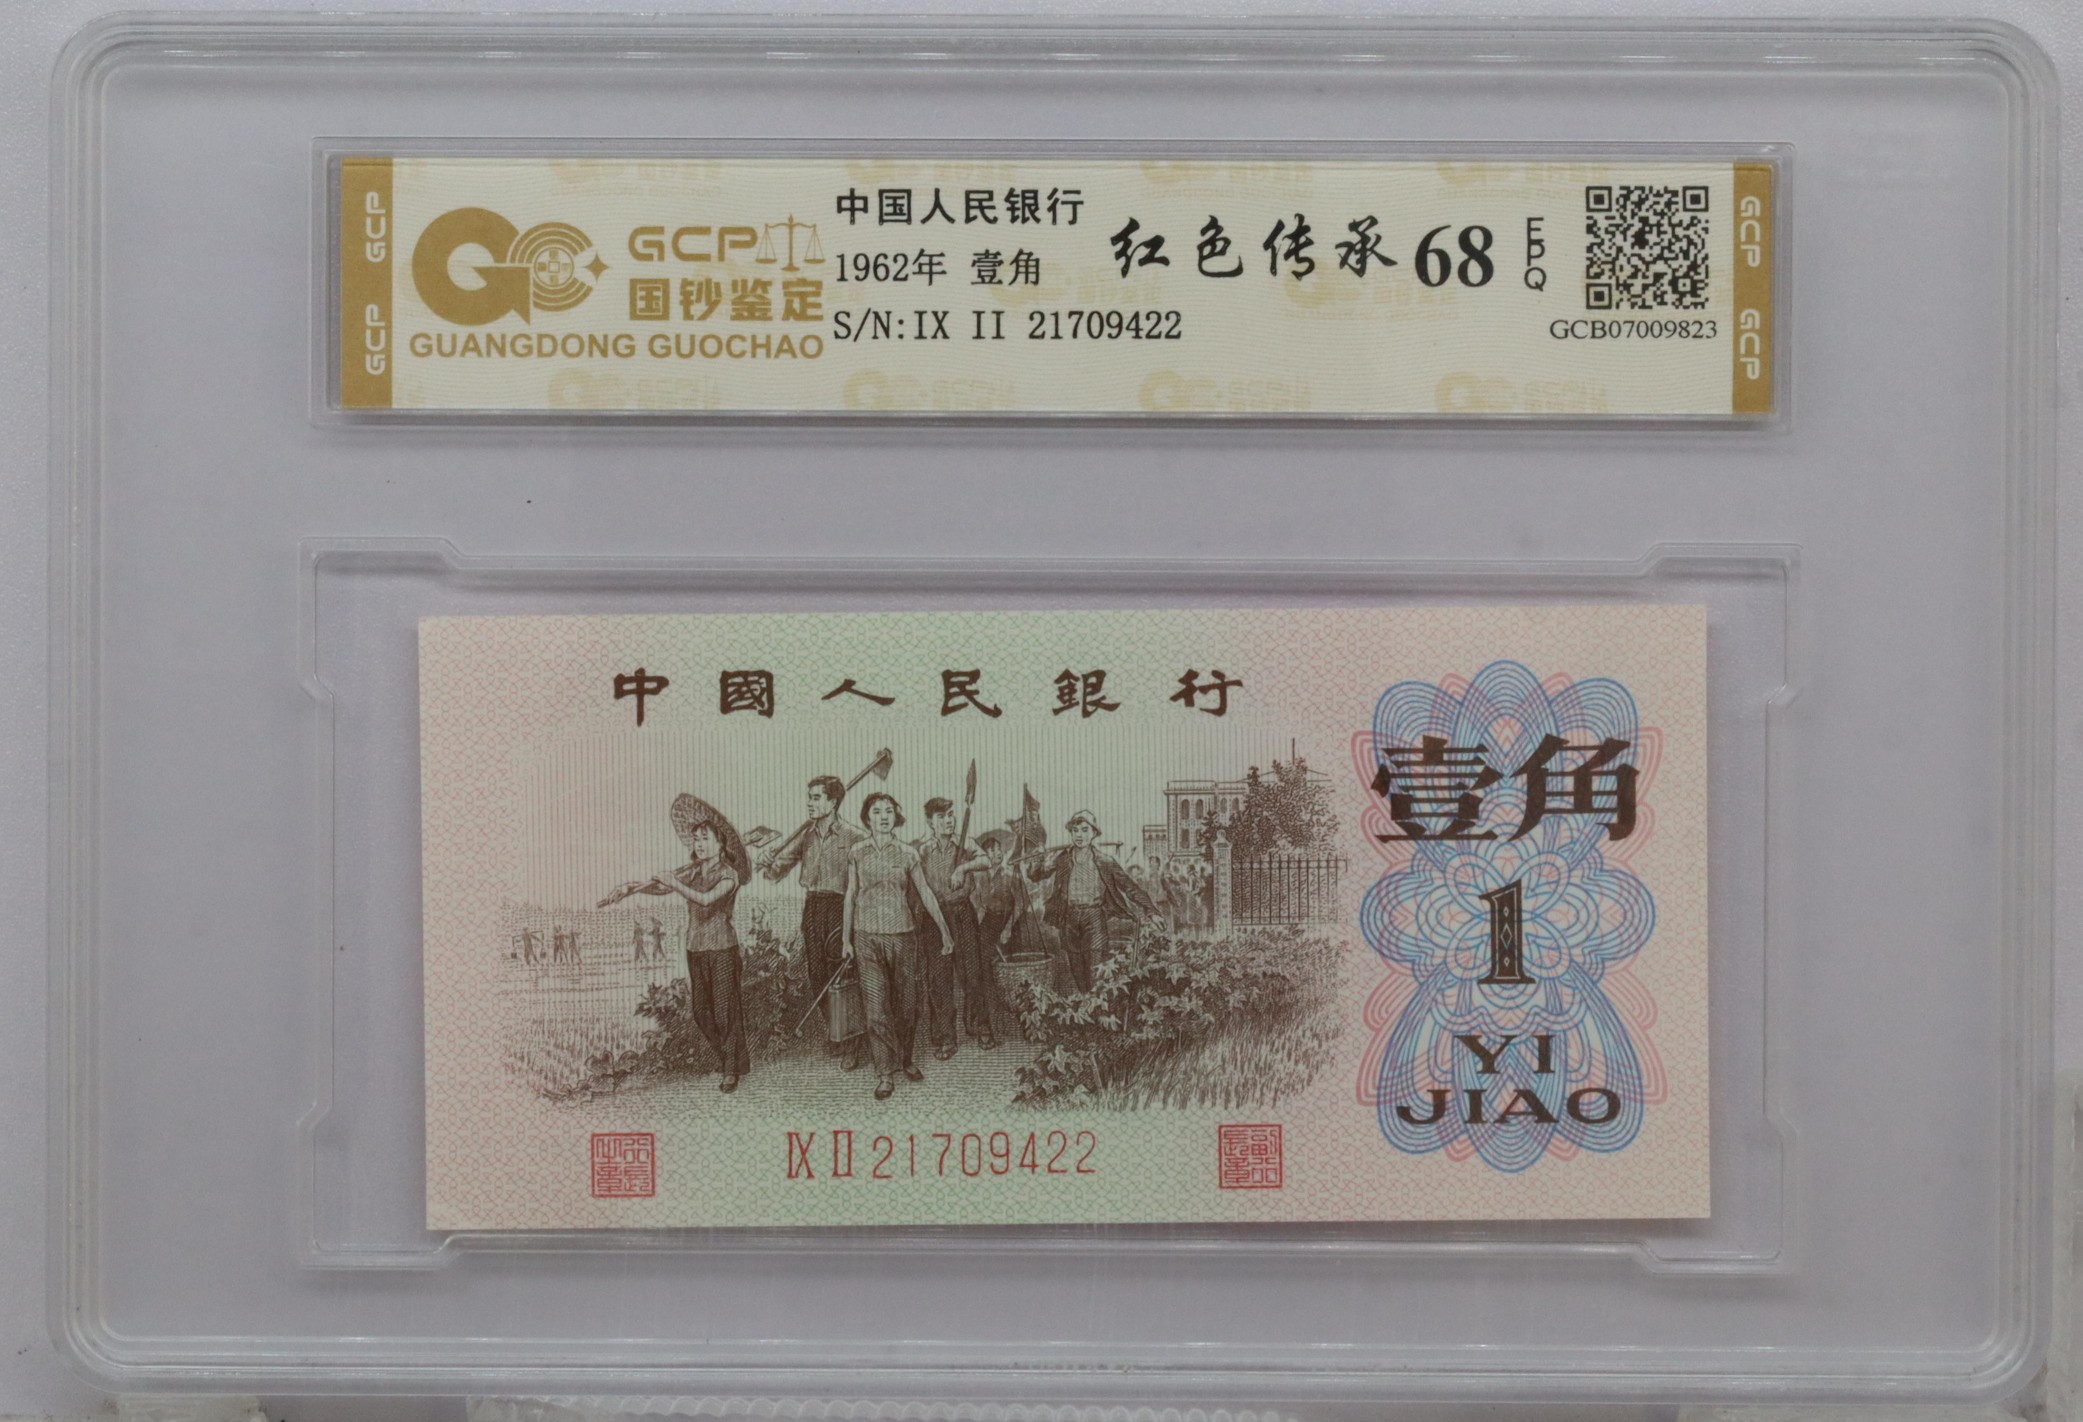 GCP
GCP
GCP
国钞鉴定
GUANGDONG GUOCHAO
中国人民银行
1962年 壹角
S/N:IX II 21709422
红色传承
68
EPQ
GCB07009823
GCP
GCP
中國人民銀行
壹角
1
YI
JIAO
IX II 21709422